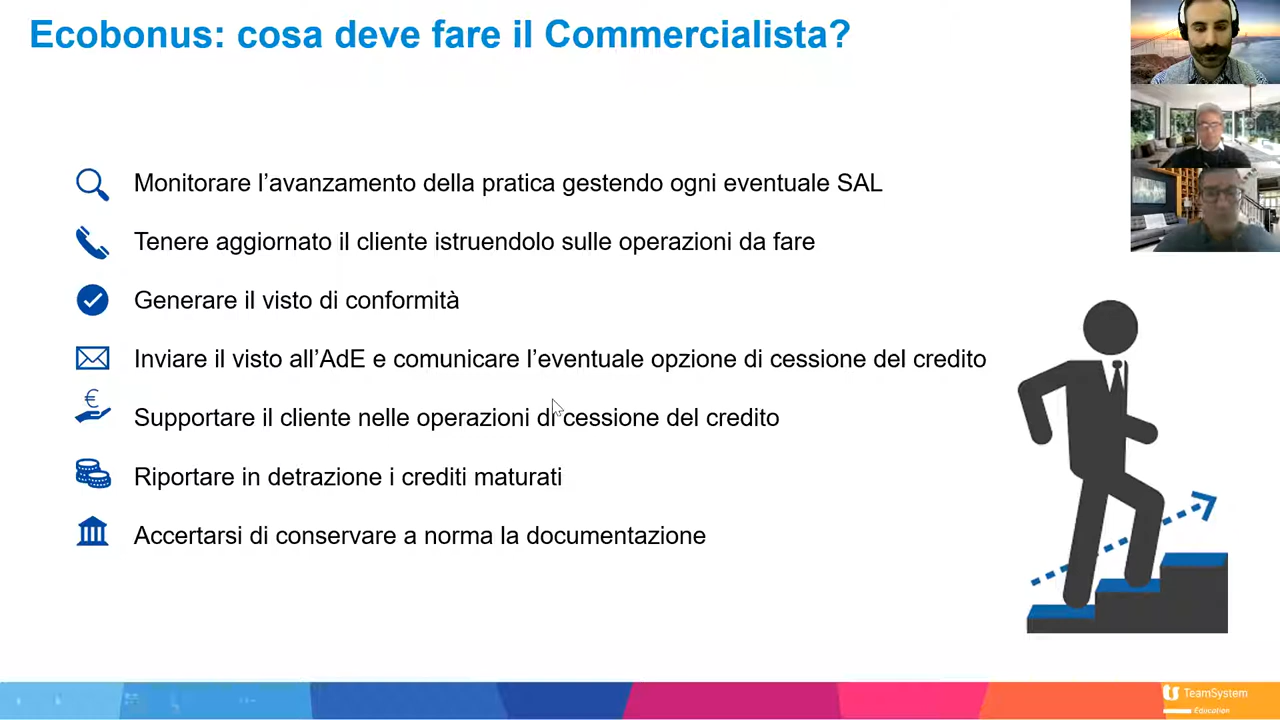 Ecobonus: cosa deve fare il Commercialista?
Monitorare l’avanzamento della pratica gestendo ogni eventuale SAL
Tenere aggiornato il cliente istruendolo sulle operazioni da fare
Generare il visto di conformità
Inviare il visto all’AdE e comunicare l’eventuale opzione di cessione del credito
€
Supportare il cliente nelle operazioni di cessione del credito
Riportare in detrazione i crediti maturati
Accertarsi di conservare a norma la documentazione
TeamSystem
Education